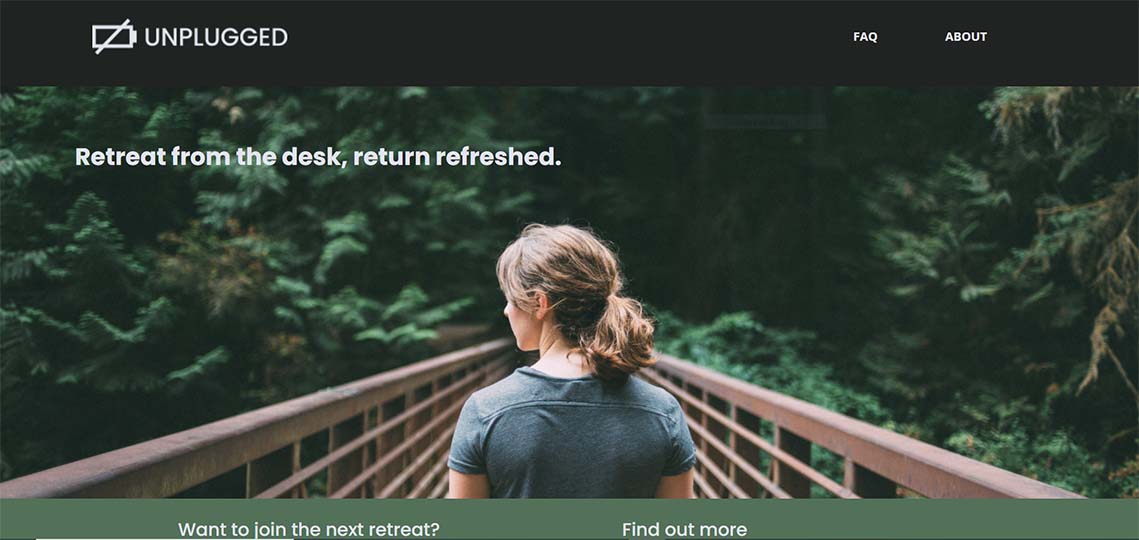 UNPLUGGED
FAQ
ABOUT
Retreat from the desk, return refreshed.
Want to join the next retreat?
Find out more